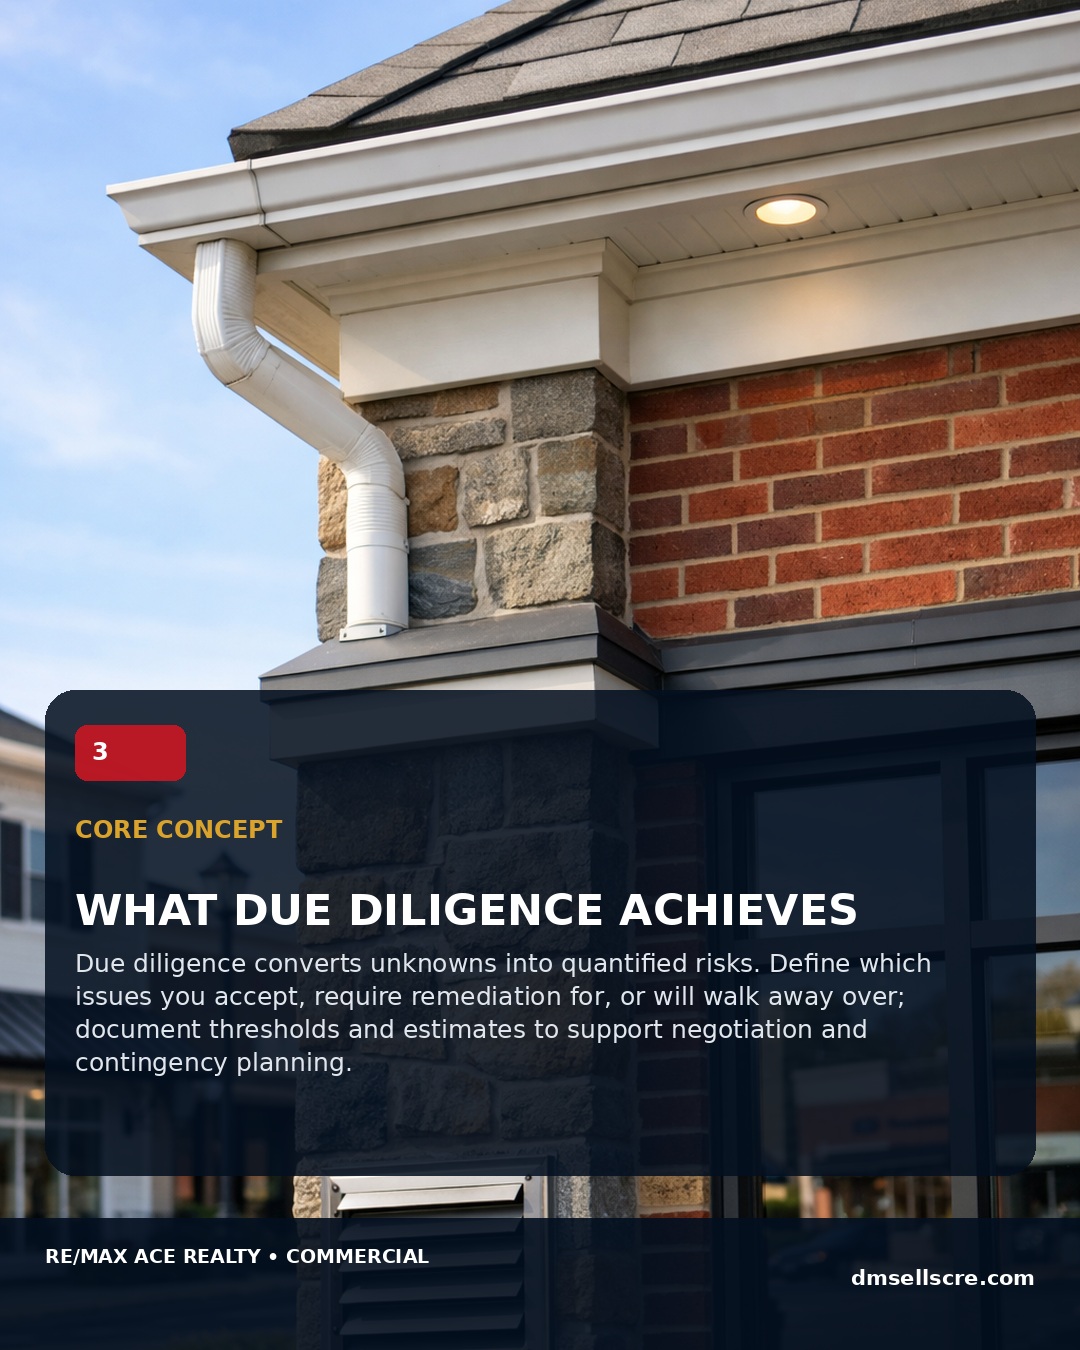 3
CORE CONCEPT
WHAT DUE DILIGENCE ACHIEVES
Due diligence converts unknowns into quantified risks. Define which
issues you accept, require remediation for, or will walk away over;
document thresholds and estimates to support negotiation and
contingency planning.
RE/MAX ACE REALTY • COMMERCIAL
dmsellscre.com